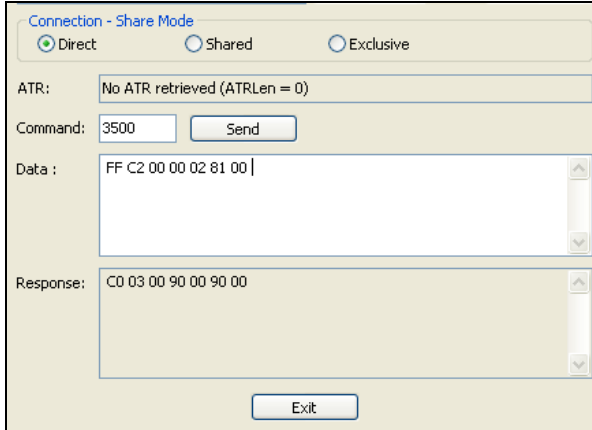 Connection - Share Mode
Direct Shared Exclusive
ATR: No ATR retrieved (ATRLen = 0)
Command: 3500 Send
Data : FF C2 00 00 02 81 00
Response: C0 03 00 90 00 90 00
Exit